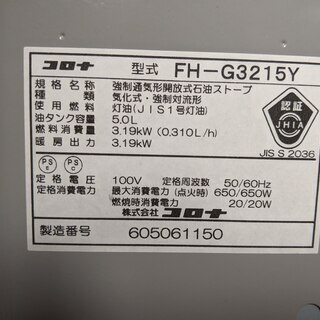 コロナ 型式 FH-G3215Y
規格名称 強制通気形開放式石油ストーブ
種類 気化式・強制対流形
使用燃料 灯油(JIS1号灯油)
油タンク容量 5.0L
燃料消費量 3.19kW (0.310L/h)
暖房出力 3.19kW
認証
JHIA
JIS S 2036
PS E PS C
定格電圧 100V 定格周波数 50/60Hz
定格消費電力 最大消費電力(点火時) 650/650W
燃焼時消費電力 20/20W
株式会社コロナ
製造番号 605061150